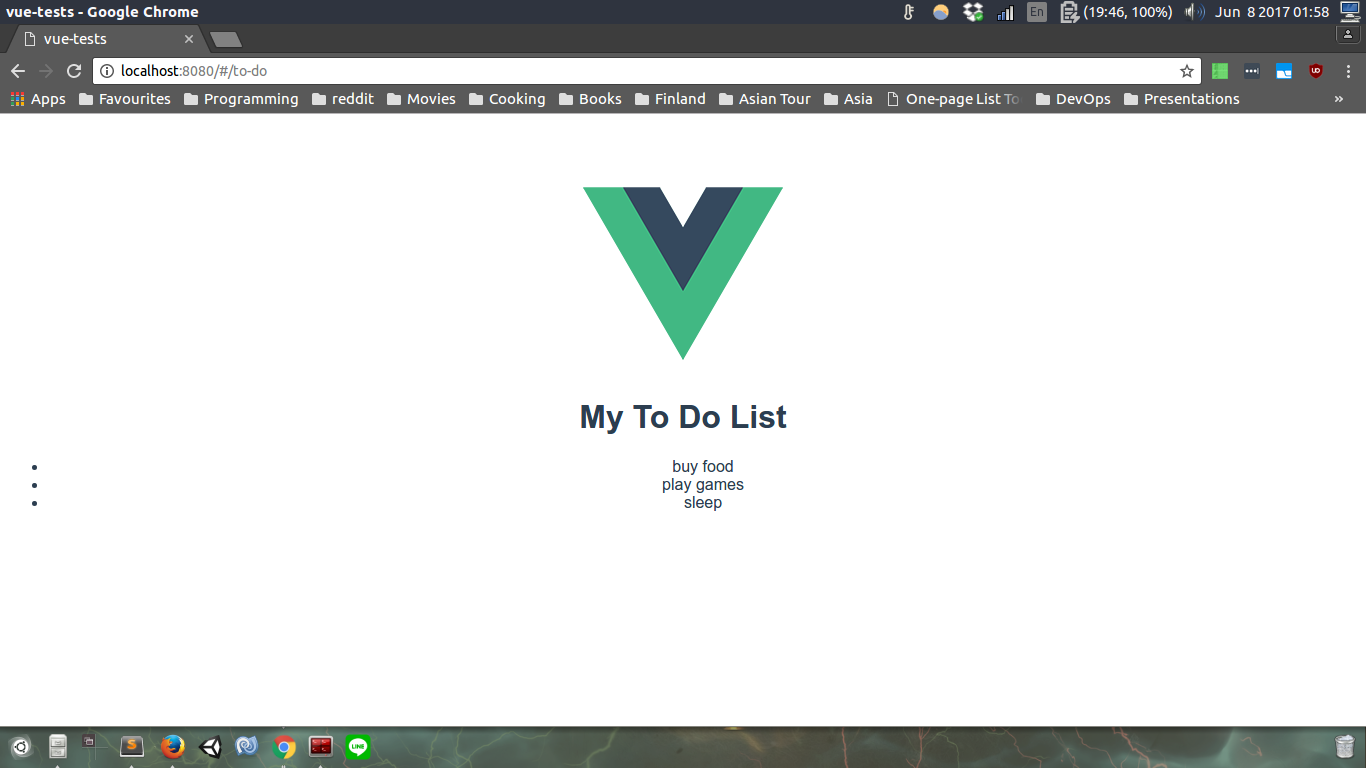 vue-tests - Google Chrome
En
(19:46, 100%)
Jun 8 2017 01:58
vue-tests
localhost:8080/#/to-do
Apps
Favourites
Programming
reddit
Movies
Cooking
Books
Finland
Asian Tour
Asia
One-page List To
DevOps
Presentations
»
My To Do List
buy food
play games
sleep
S
LINE